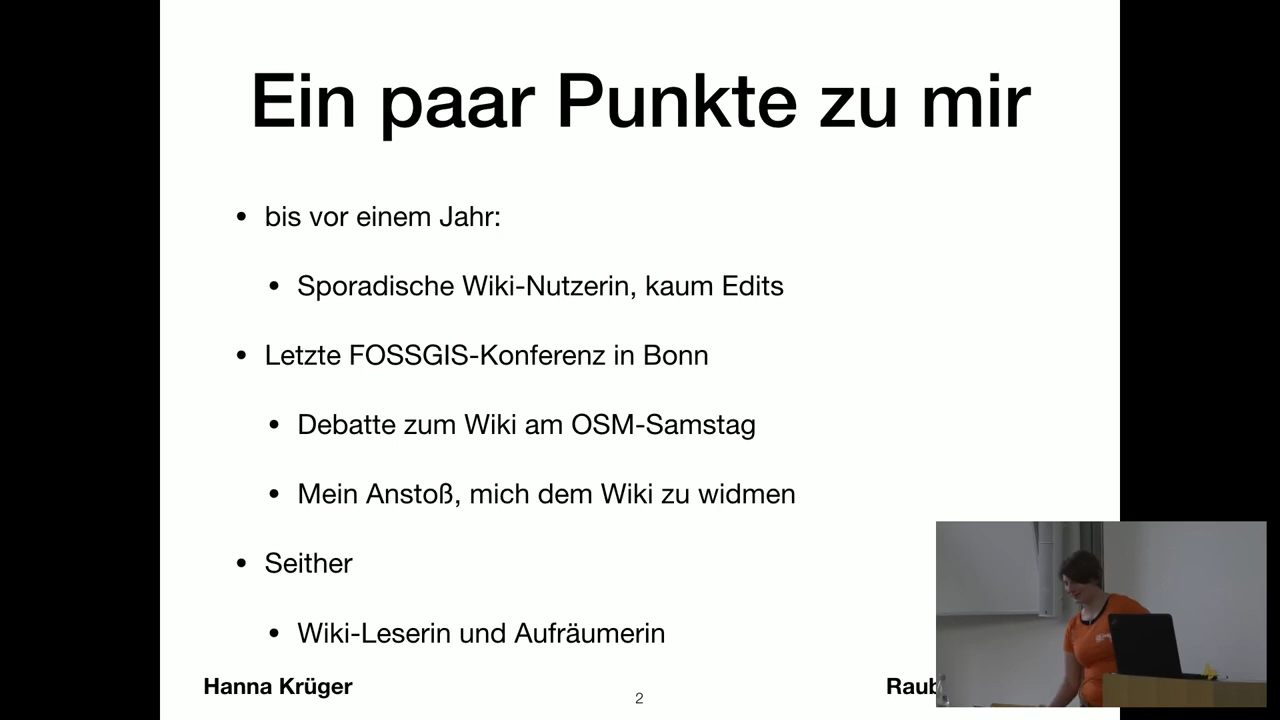 Ein paar Punkte zu mir
• bis vor einem Jahr:
• Sporadische Wiki-Nutzerin, kaum Edits
• Letzte FOSSGIS-Konferenz in Bonn
• Debatte zum Wiki am OSM-Samstag
• Mein Anstoß, mich dem Wiki zu widmen
• Seither
• Wiki-Leserin und Aufräumerin
Hanna Krüger
2